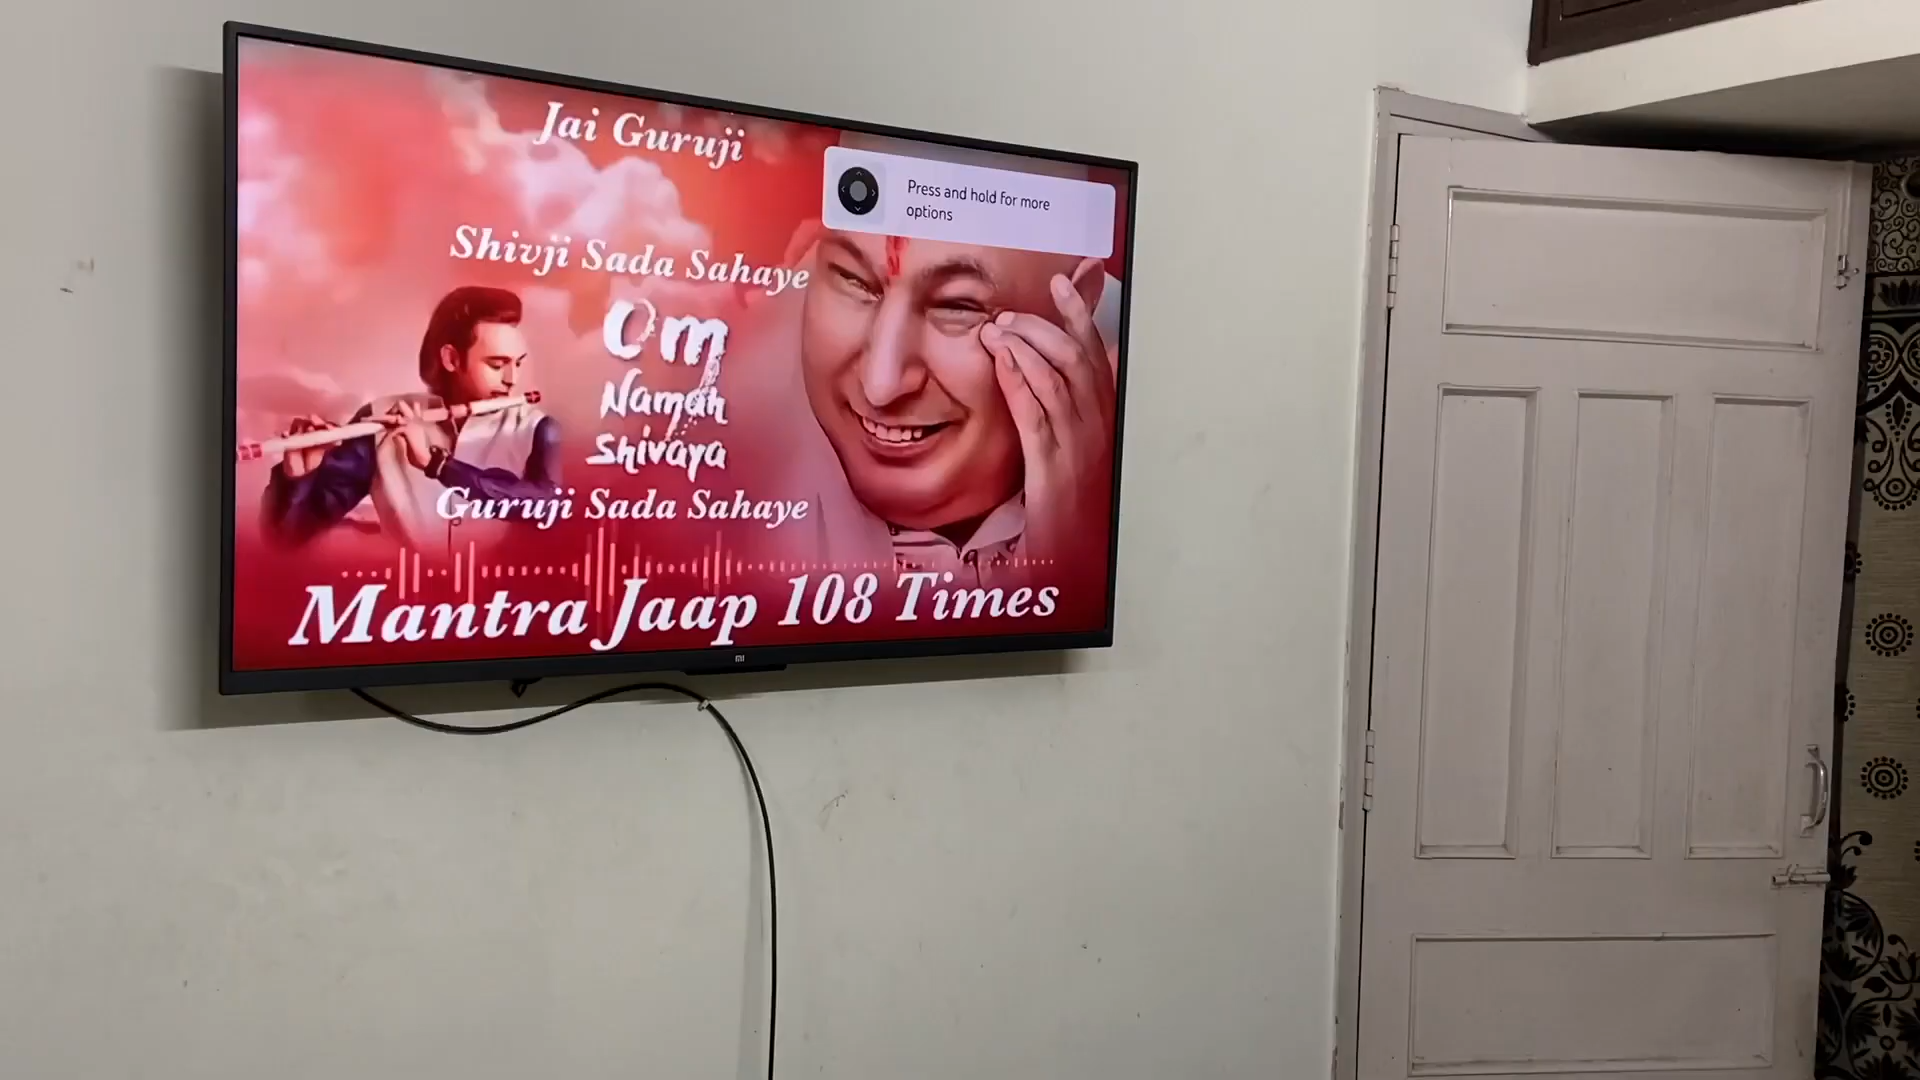 Jai Guruji
Press and hold for more
options
Shivji Sada Sahaye
Om
Namah
Shivaya
Guruji Sada Sahaye
Mantra Jaap 108 Times
mi